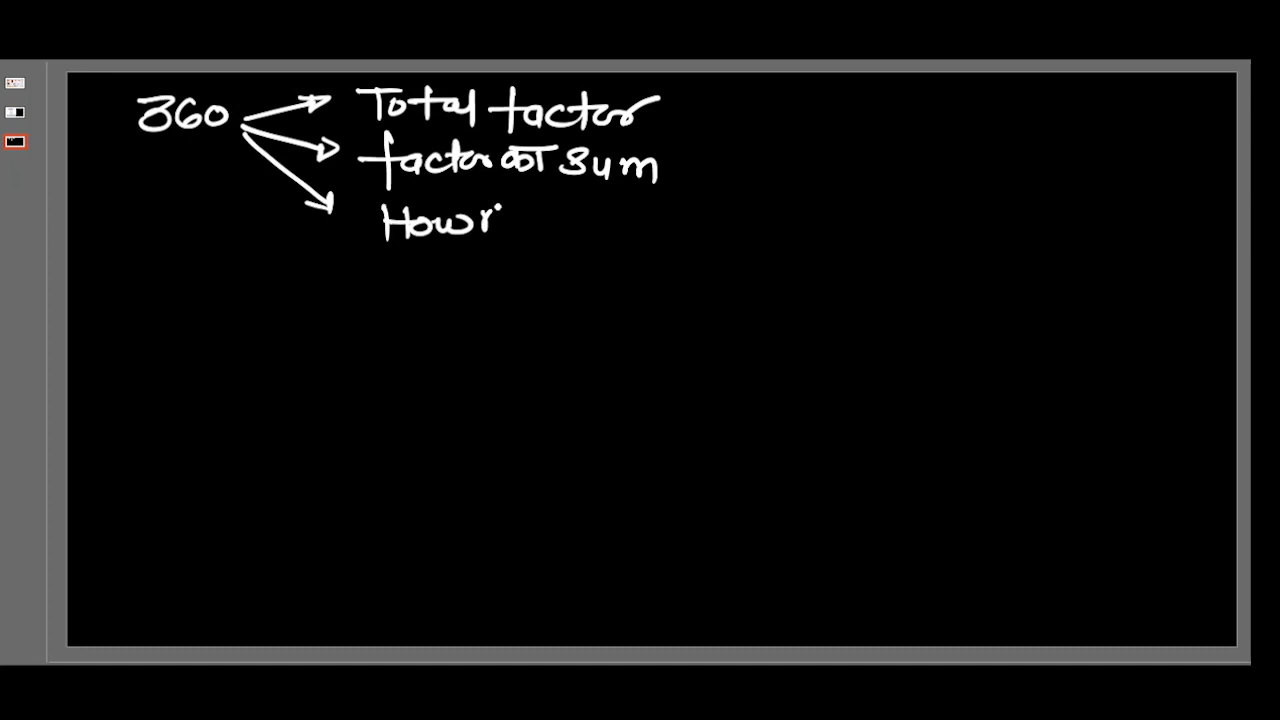 360 Total factor
factor का Sum
How